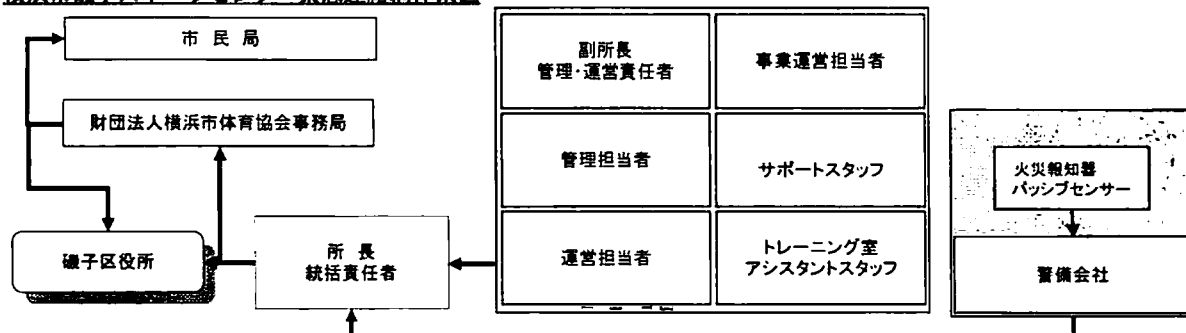 市 民 局
財団法人横浜市体育協会事務局
磯子区役所
所 長
統括責任者
副所長
管理・運営責任者
事業運営担当者
管理担当者
サポートスタッフ
運営担当者
トレーニング室
アシスタントスタッフ
火災報知器
パッシブセンサー
警備会社